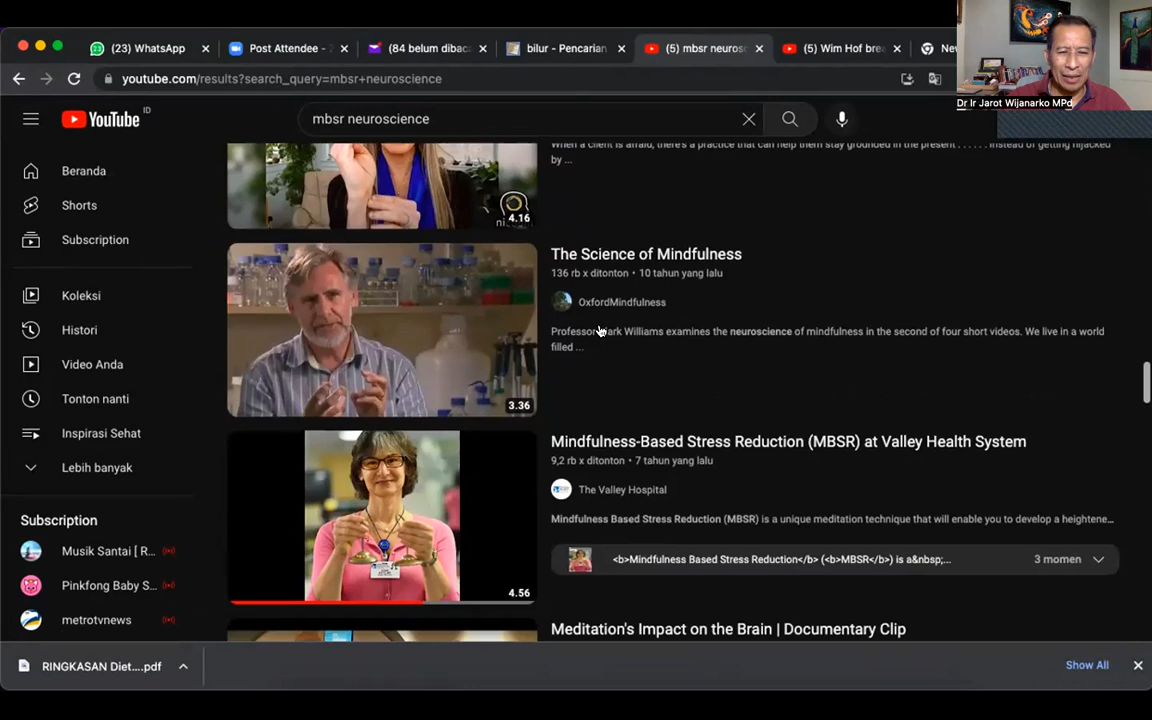 (23) WhatsApp
Post Attendee - 
(84 belum dibac
bilur - Pencarian
(5) mbsr neuros
(5) Wim Hof bre
Dr Ir Jarot Wijanarko MPd
youtube.com/results?search_query=mbsr+neuroscience
YouTube ID
mbsr neuroscience
When a client is afraid, there's a practice that can help them stay grounded in the present . . . . . . instead of getting hijacked
by ...
4.16
Beranda
Shorts
Subscription
Koleksi
Histori
Video Anda
Tonton nanti
Inspirasi Sehat
Lebih banyak
Subscription
Musik Santai [ R...
Pinkfong Baby S...
metrotvnews
The Science of Mindfulness
136 rb x ditonton • 10 tahun yang lalu
OxfordMindfulness
Professor Mark Williams examines the neuroscience of mindfulness in the second of four short videos. We live in a world
filled ...
3.36
Mindfulness-Based Stress Reduction (MBSR) at Valley Health System
9,2 rb x ditonton • 7 tahun yang lalu
The Valley Hospital
Mindfulness Based Stress Reduction (MBSR) is a unique meditation technique that will enable you to develop a heightene...
<b>Mindfulness Based Stress Reduction</b> (<b>MBSR</b>) is a&nbsp;...
3 momen
4.56
Meditation's Impact on the Brain | Documentary Clip
RINGKASAN Diet....pdf
Show All